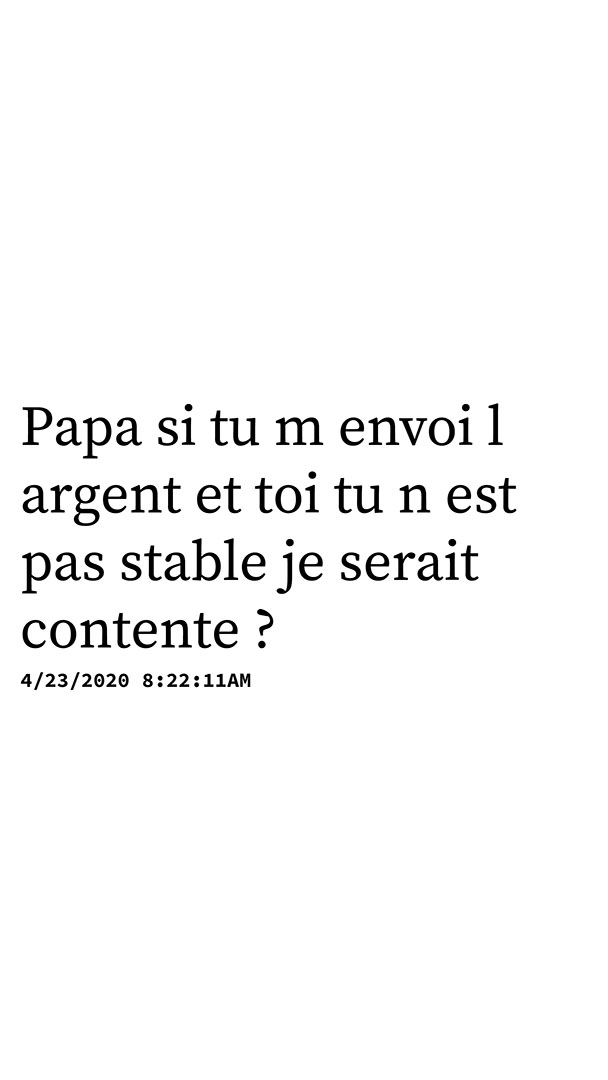 Papa si tu m envoi l
argent et toi tu n est
pas stable je serait
contente ?
4/23/2020 8:22:11AM